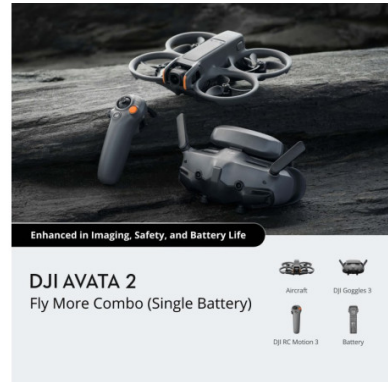 Enhanced in Imaging, Safety, and Battery Life
DJI AVATA 2
Fly More Combo (Single Battery)
Aircraft
DJI Goggles 3
DJI RC Motion 3
Battery